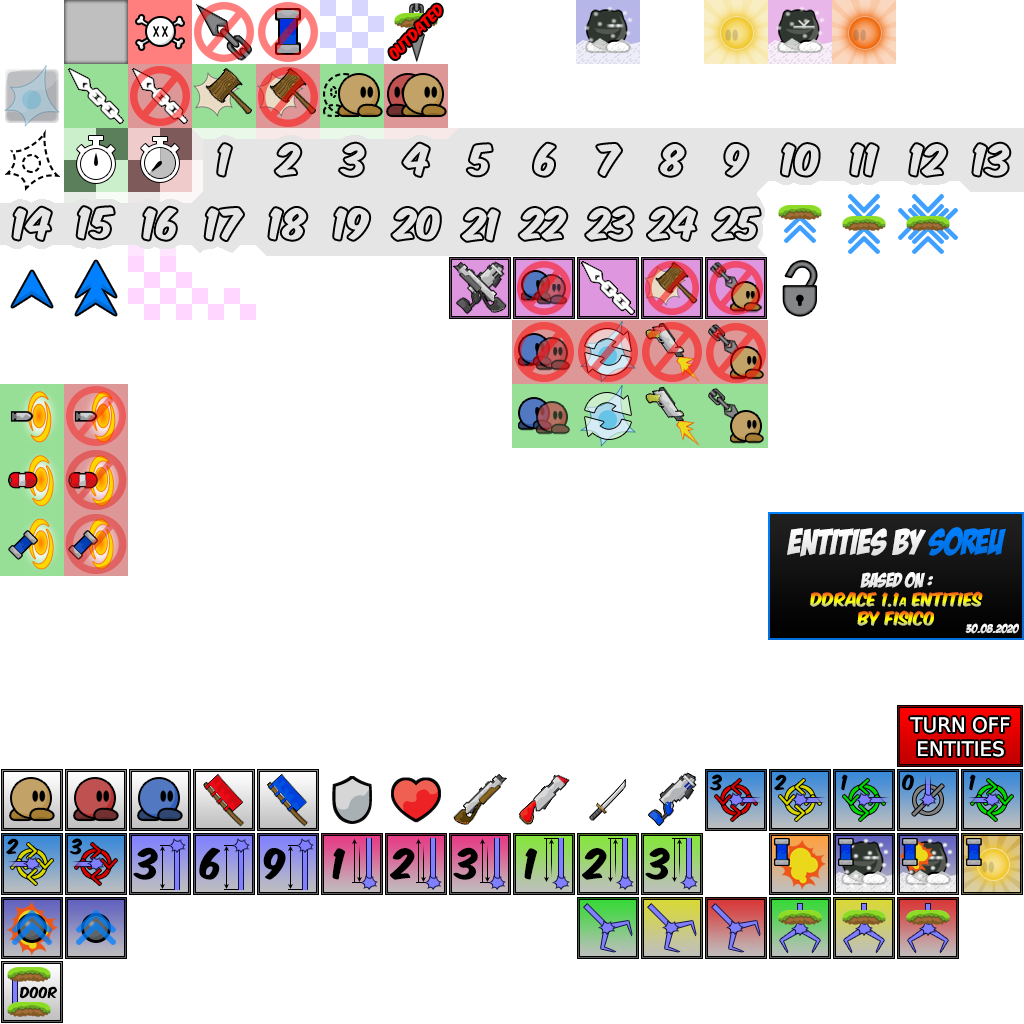 OUTDATED
1 2 3 4 5 6 7 8 9 10 11 12 13
14 15 16 17 18 19 20 21 22 23 24 25
ENTITIES BY SOREU
BASED ON :
DDRACE 1.1A ENTITIES
BY FISICO
30.08.2020
TURN OFF
ENTITIES
3 2 1 0 1
2 3 3 6 9 1 2 3 1 2 3
DOOR